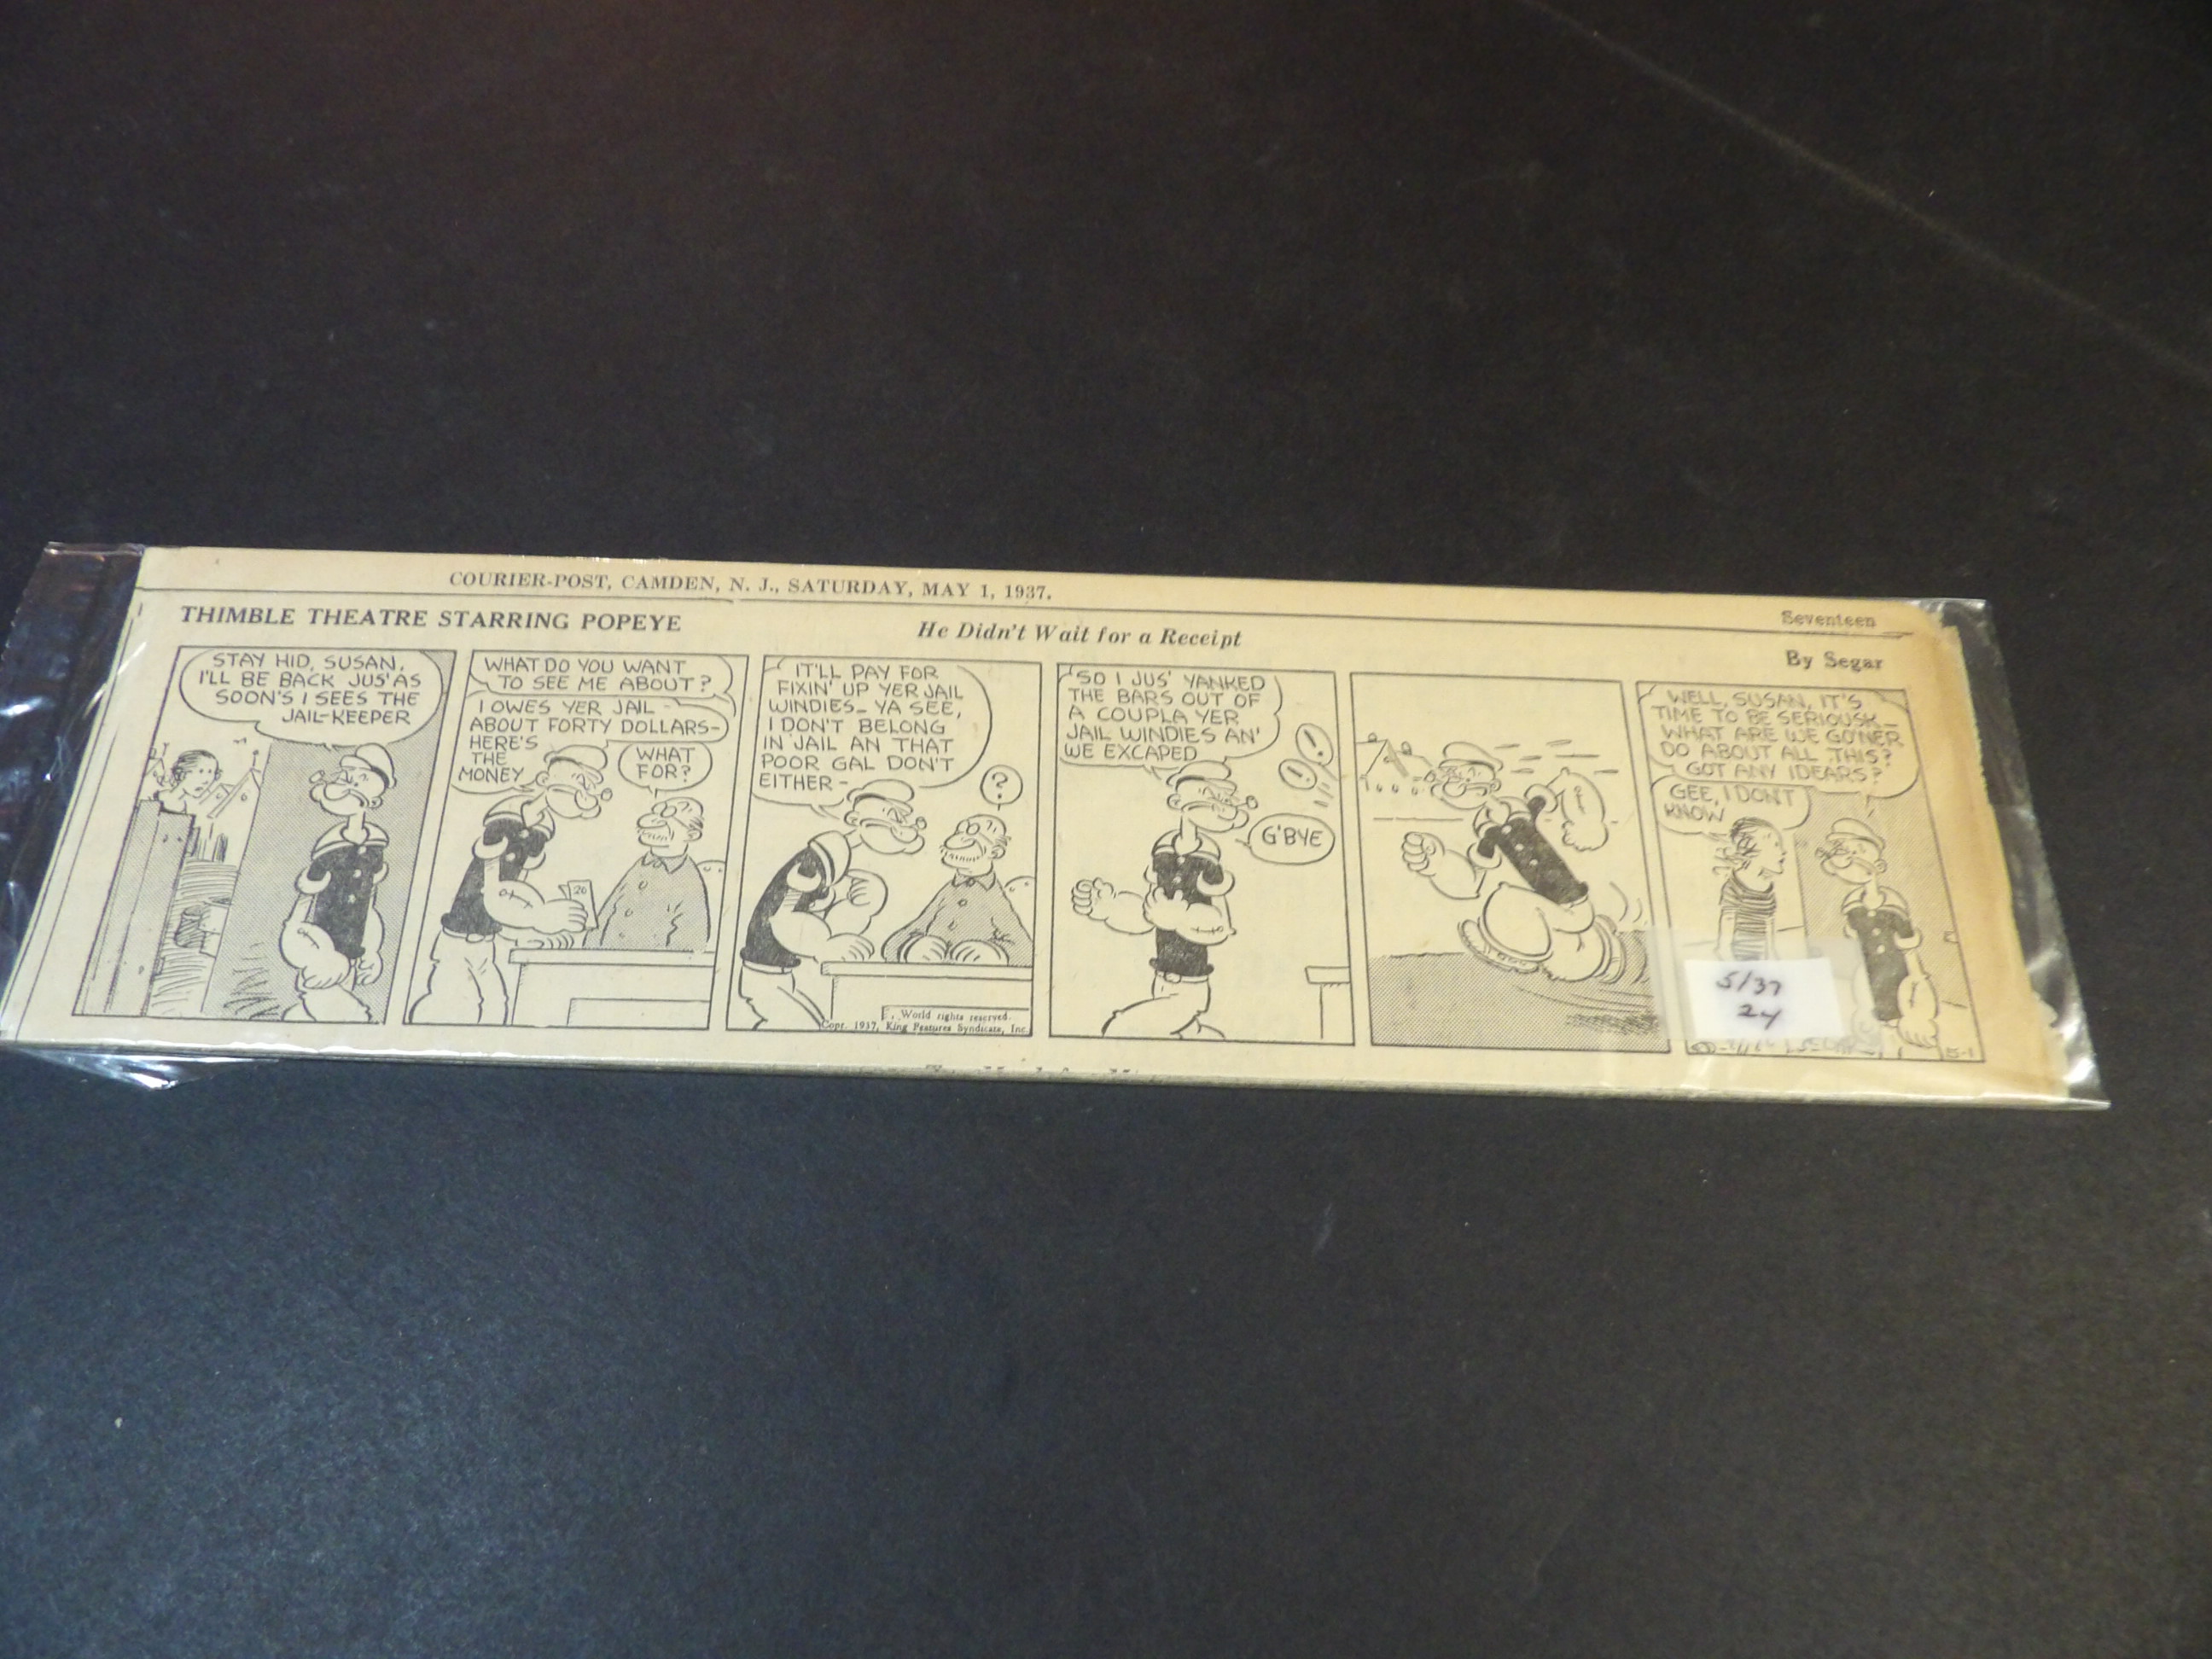 COURIER-POST, CAMDEN, N. J., SATURDAY, MAY 1, 1937.
Seventeen
THIMBLE THEATRE STARRING POPEYE
He Didn't Wait for a Receipt
By Segar
STAY HID, SUSAN,
I'LL BE BACK JUS' AS
SOON'S I SEES THE
JAIL-KEEPER
WHAT DO YOU WANT
TO SEE ME ABOUT?
I OWES YER JAIL
ABOUT FORTY DOLLARS-
HERE'S
THE
MONEY
WHAT
FOR?
20
IT'LL PAY FOR
FIXIN' UP YER JAIL
WINDIES- YA SEE,
I DON'T BELONG
IN JAIL AN THAT
POOR GAL DON'T
EITHER-
?
World rights reserved.
Copr. 1937, King Features Syndicate, Inc.
SO I JUS' YANKED
THE BARS OUT OF
A COUPLA YER
JAIL WINDIES AN'
WE EXCAPED
!
!
G'BYE
WELL, SUSAN, IT'S
TIME TO BE SERIOUSK-
WHAT ARE WE GO'NER
DO ABOUT ALL THIS?
GOT ANY IDEARS?
GEE, I DON'T
KNOW
5/37
24
SEGAR
5-1